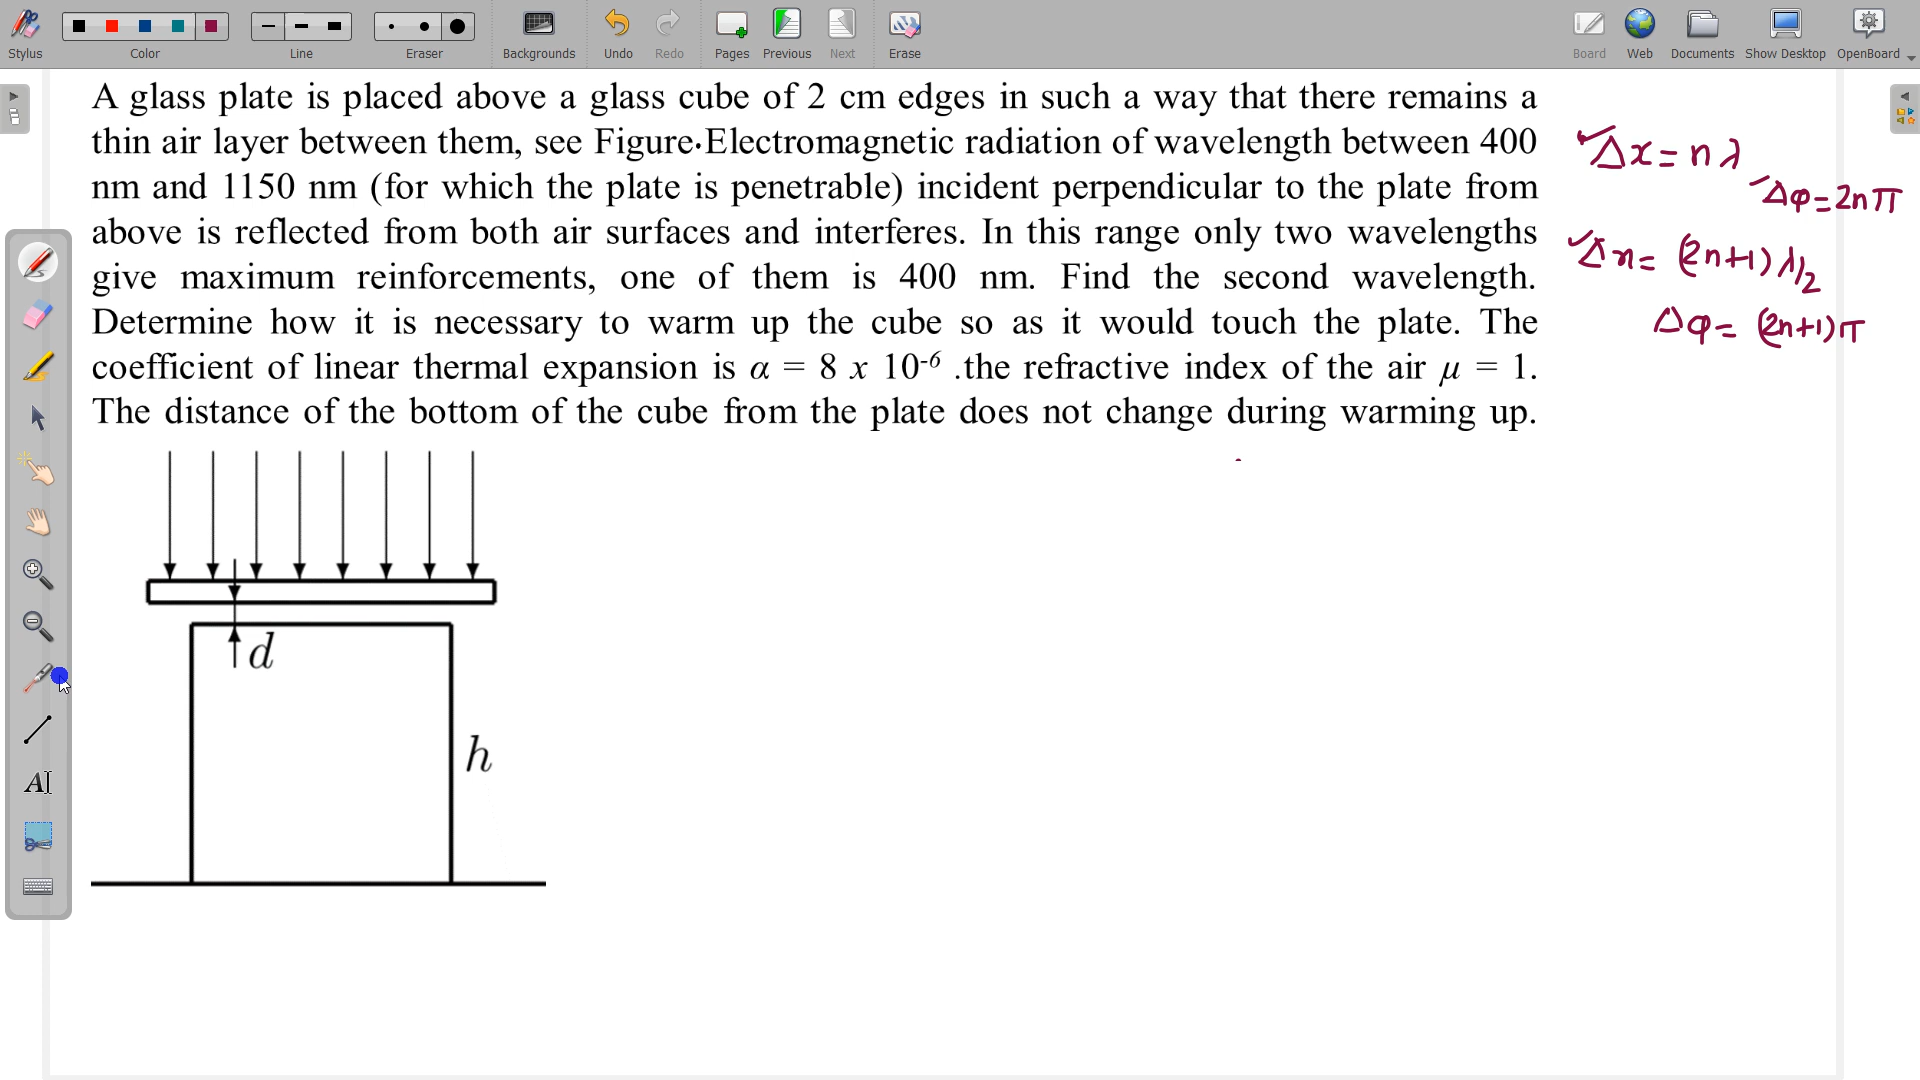 Stylus Color Line Eraser Backgrounds Undo Redo Pages Previous Next Erase Board Web Documents Show Desktop OpenBoard
A glass plate is placed above a glass cube of 2 cm edges in such a way that there remains a
thin air layer between them, see Figure.Electromagnetic radiation of wavelength between 400
nm and 1150 nm (for which the plate is penetrable) incident perpendicular to the plate from
above is reflected from both air surfaces and interferes. In this range only two wavelengths
give maximum reinforcements, one of them is 400 nm. Find the second wavelength.
Determine how it is necessary to warm up the cube so as it would touch the plate. The
coefficient of linear thermal expansion is α = 8 x 10⁻⁶ .the refractive index of the air μ = 1.
The distance of the bottom of the cube from the plate does not change during warming up.
✓Δx = nλ
✓Δφ = 2nπ
✓Δx = (2n+1) λ/2
Δφ = (2n+1)π
d
h
AI